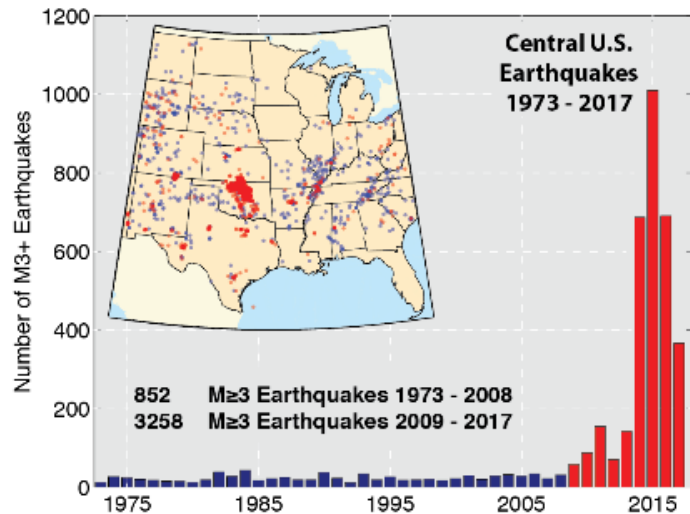 Central U.S.
Earthquakes
1973 - 2017
Number of M3+ Earthquakes
1200
1000
800
600
400
200
0
852 M≥3 Earthquakes 1973 - 2008
3258 M≥3 Earthquakes 2009 - 2017
1975 1985 1995 2005 2015